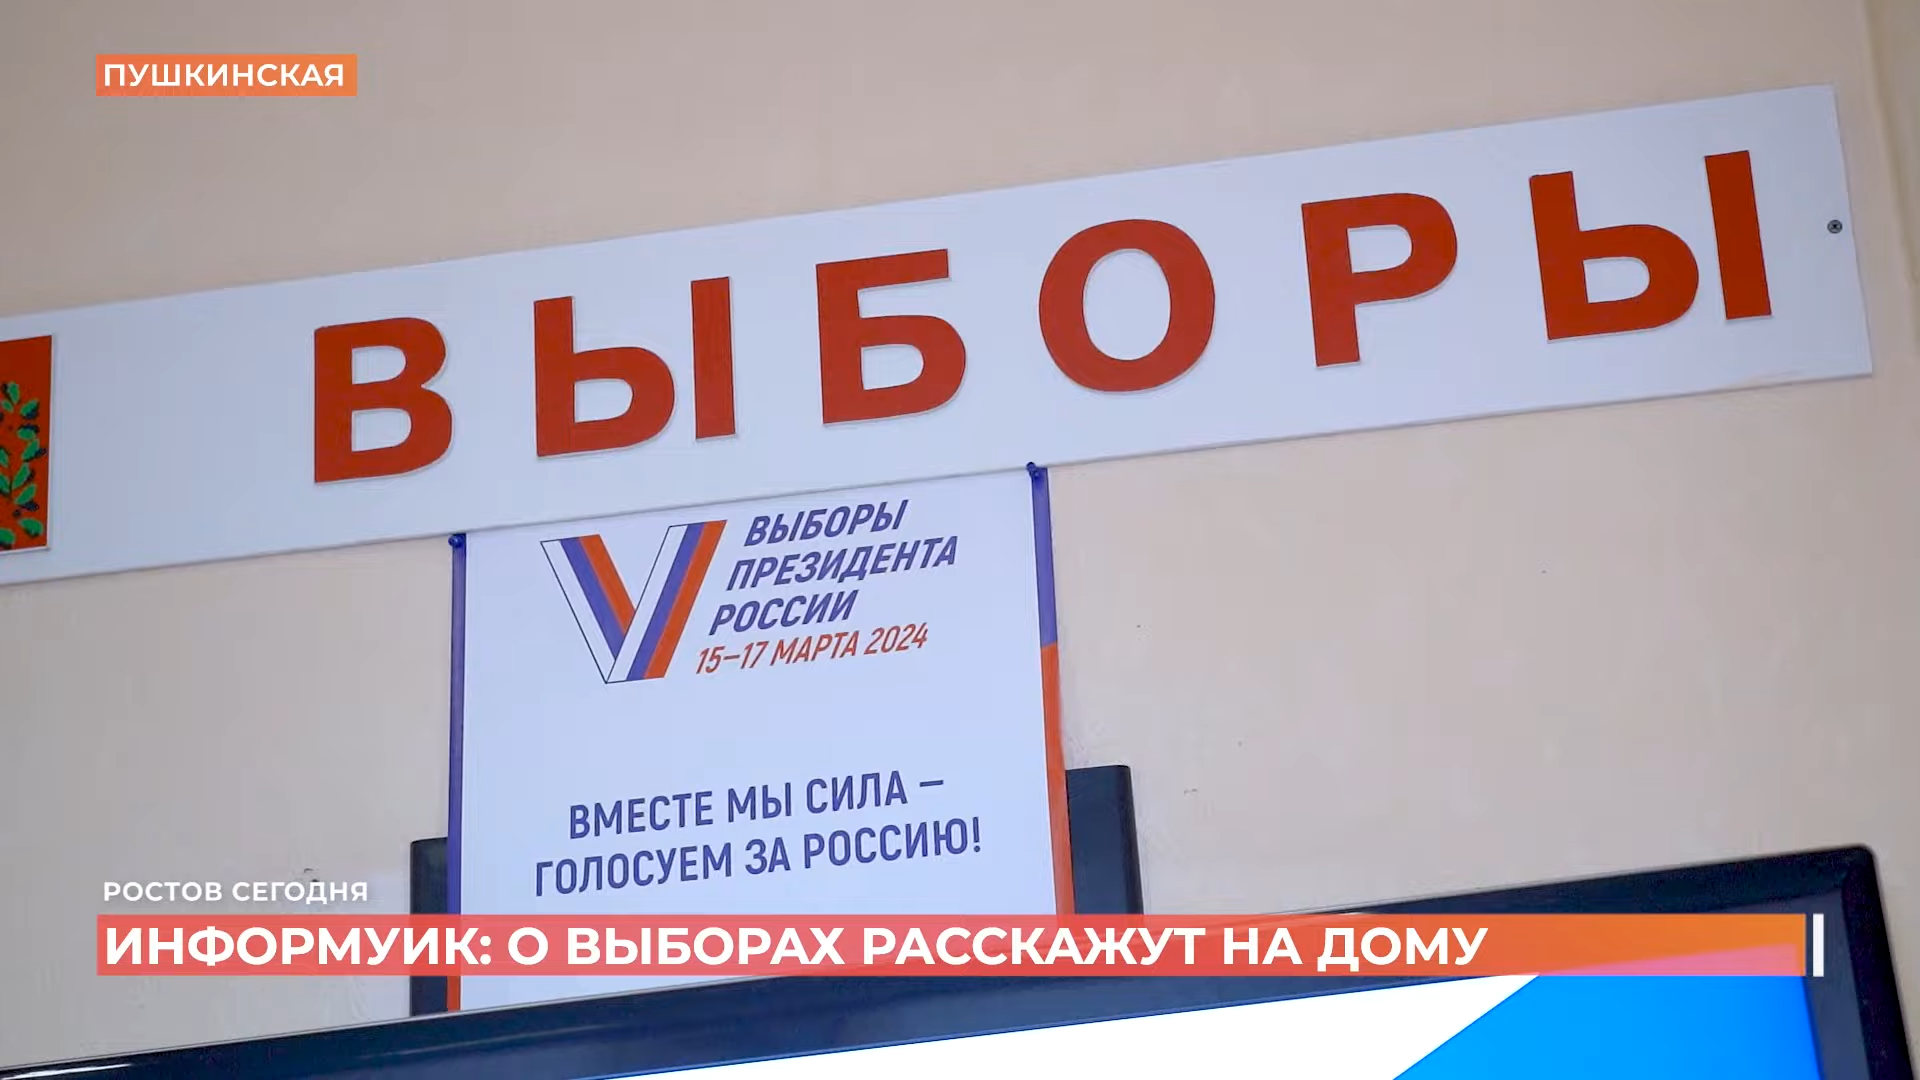 ПУШКИНСКАЯ
ВЫБОРЫ
ВЫБОРЫ
ПРЕЗИДЕНТА
РОССИИ
15–17 МАРТА 2024
ВМЕСТЕ МЫ СИЛА –
ГОЛОСУЕМ ЗА РОССИЮ!
РОСТОВ СЕГОДНЯ
ИНФОРМУИК: О ВЫБОРАХ РАССКАЖУТ НА ДОМУ